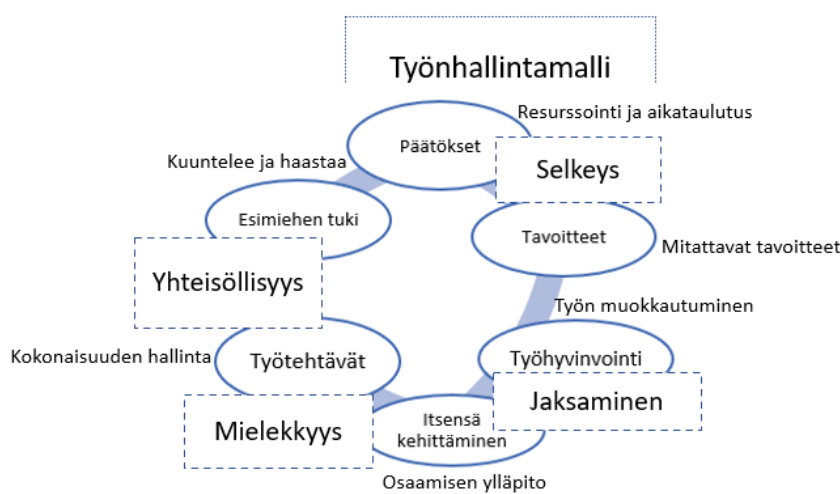 Työnhallintamalli
Resurssointi ja aikataulutus
Päätökset
Kuuntelee ja haastaa
Selkeys
Esimiehen tuki
Tavoitteet
Mitattavat tavoitteet
Yhteisöllisyys
Työn muokkautuminen
Kokonaisuuden hallinta
Työtehtävät
Työhyvinvointi
Jaksaminen
Mielekkyys
Itsensä
kehittäminen
Osaamisen ylläpito